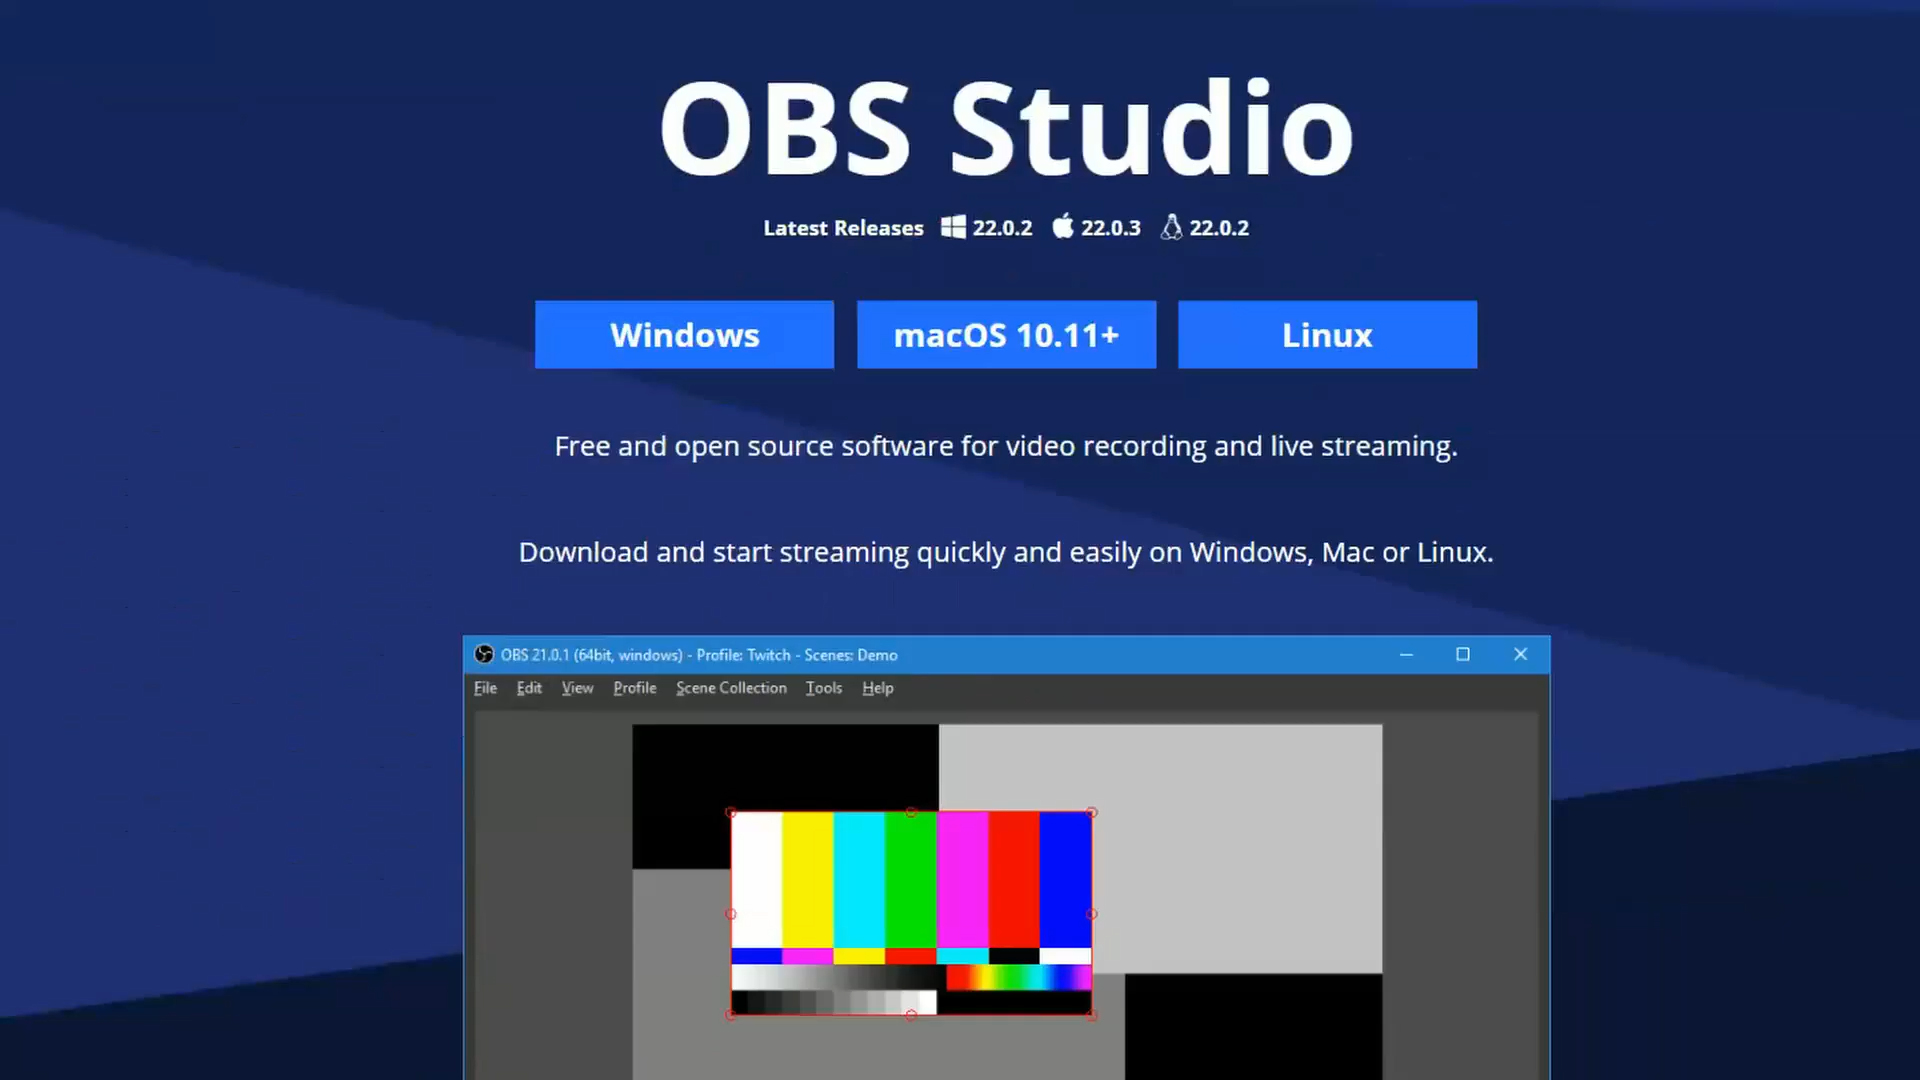 OBS Studio
Latest Releases 22.0.2 22.0.3 22.0.2
Windows macOS 10.11+ Linux
Free and open source software for video recording and live streaming.
Download and start streaming quickly and easily on Windows, Mac or Linux.
OBS 21.0.1 (64bit, windows) - Profile: Twitch - Scenes: Demo
File Edit View Profile Scene Collection Tools Help